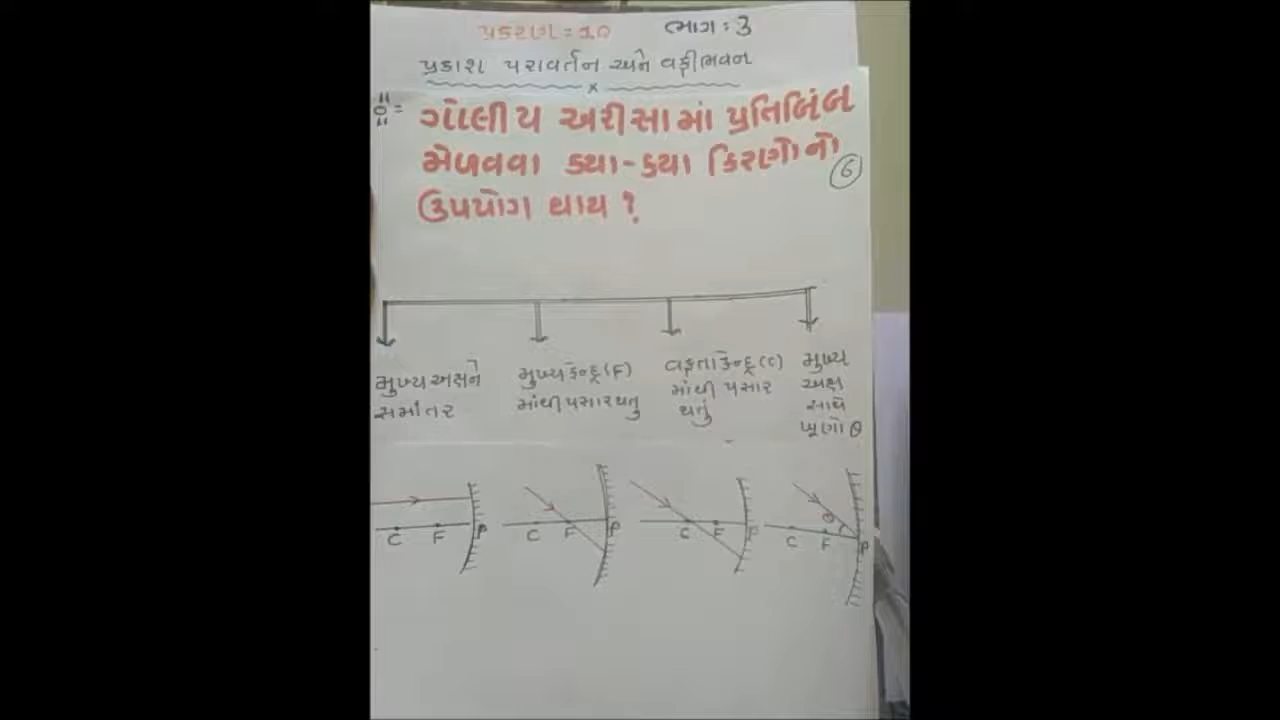 પ્રકરણ = 10 ભાગ : 3
પ્રકાશ પરાવર્તન અને વક્રીભવન
ગોલીય અરીસામાં પ્રતિબિંબ
મેળવવા ક્યા-ક્યા કિરણોનો
ઉપયોગ થાય ?
6
મુખ્ય અક્ષને
સમાંતર
મુખ્યકેન્દ્ર (F)
માંથી પસાર થતુ
વક્રતાકેન્દ્ર (C)
માંથી પસાર
થતું
મુખ્ય
અક્ષ
સાથે
ખૂણો θ
C F P
C F P
C F P
θ
C F P